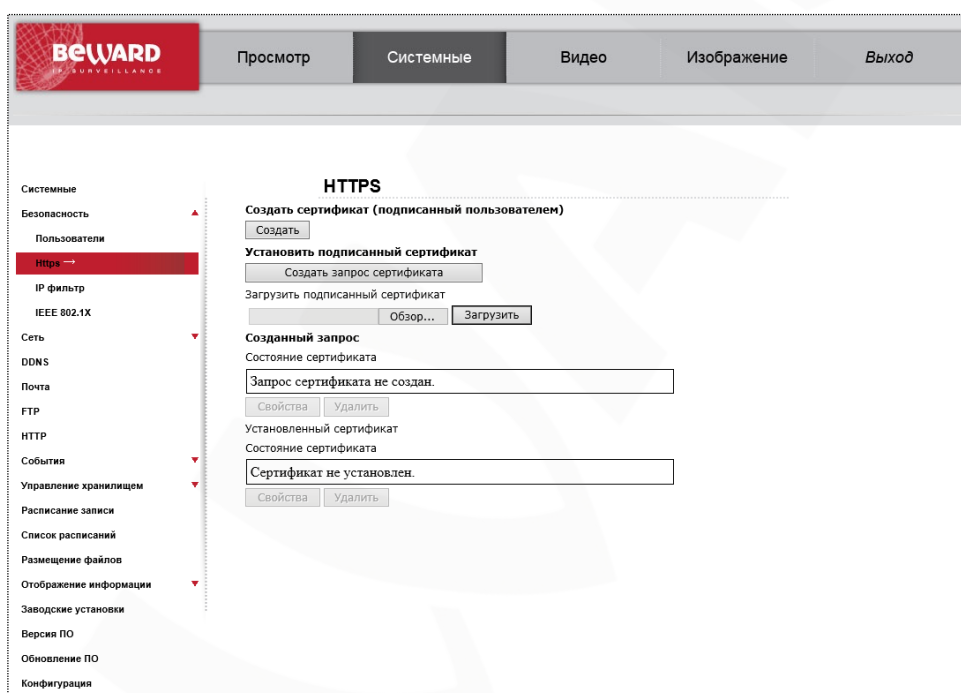 BEWARD
IP SURVEILLANCE
Просмотр
Системные
Видео
Изображение
Выход
Системные
Безопасность
Пользователи
Https →
IP фильтр
IEEE 802.1X
Сеть
DDNS
Почта
FTP
HTTP
События
Управление хранилищем
Расписание записи
Список расписаний
Размещение файлов
Отображение информации
Заводские установки
Версия ПО
Обновление ПО
Конфигурация
HTTPS
Создать сертификат (подписанный пользователем)
Создать
Установить подписанный сертификат
Создать запрос сертификата
Загрузить подписанный сертификат
Обзор... Загрузить
Созданный запрос
Состояние сертификата
Запрос сертификата не создан.
Свойства Удалить
Установленный сертификат
Состояние сертификата
Сертификат не установлен.
Свойства Удалить